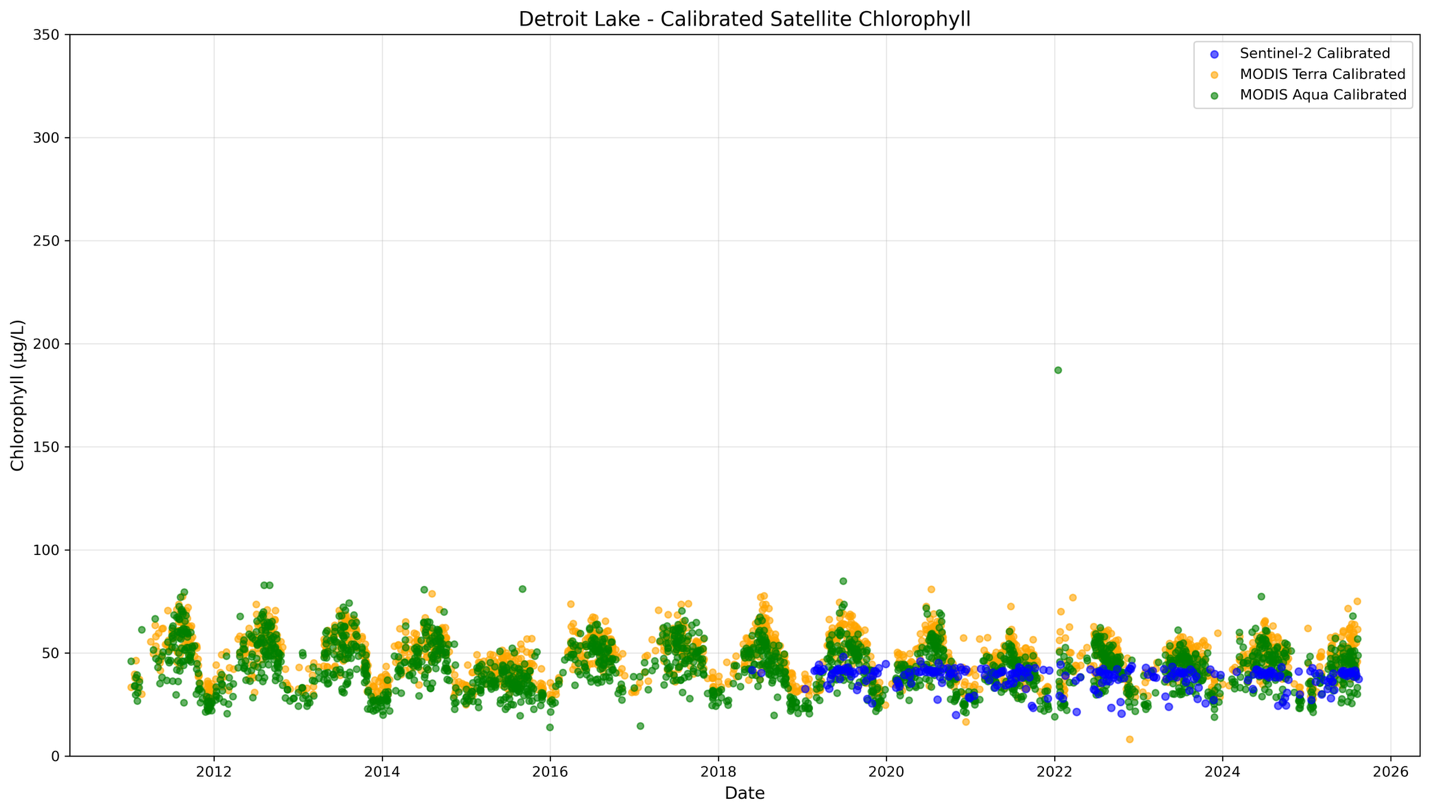 Detroit Lake - Calibrated Satellite Chlorophyll
Sentinel-2 Calibrated
MODIS Terra Calibrated
MODIS Aqua Calibrated
Chlorophyll (µg/L)
350
300
250
200
150
100
50
0
2012 2014 2016 2018 2020 2022 2024 2026
Date